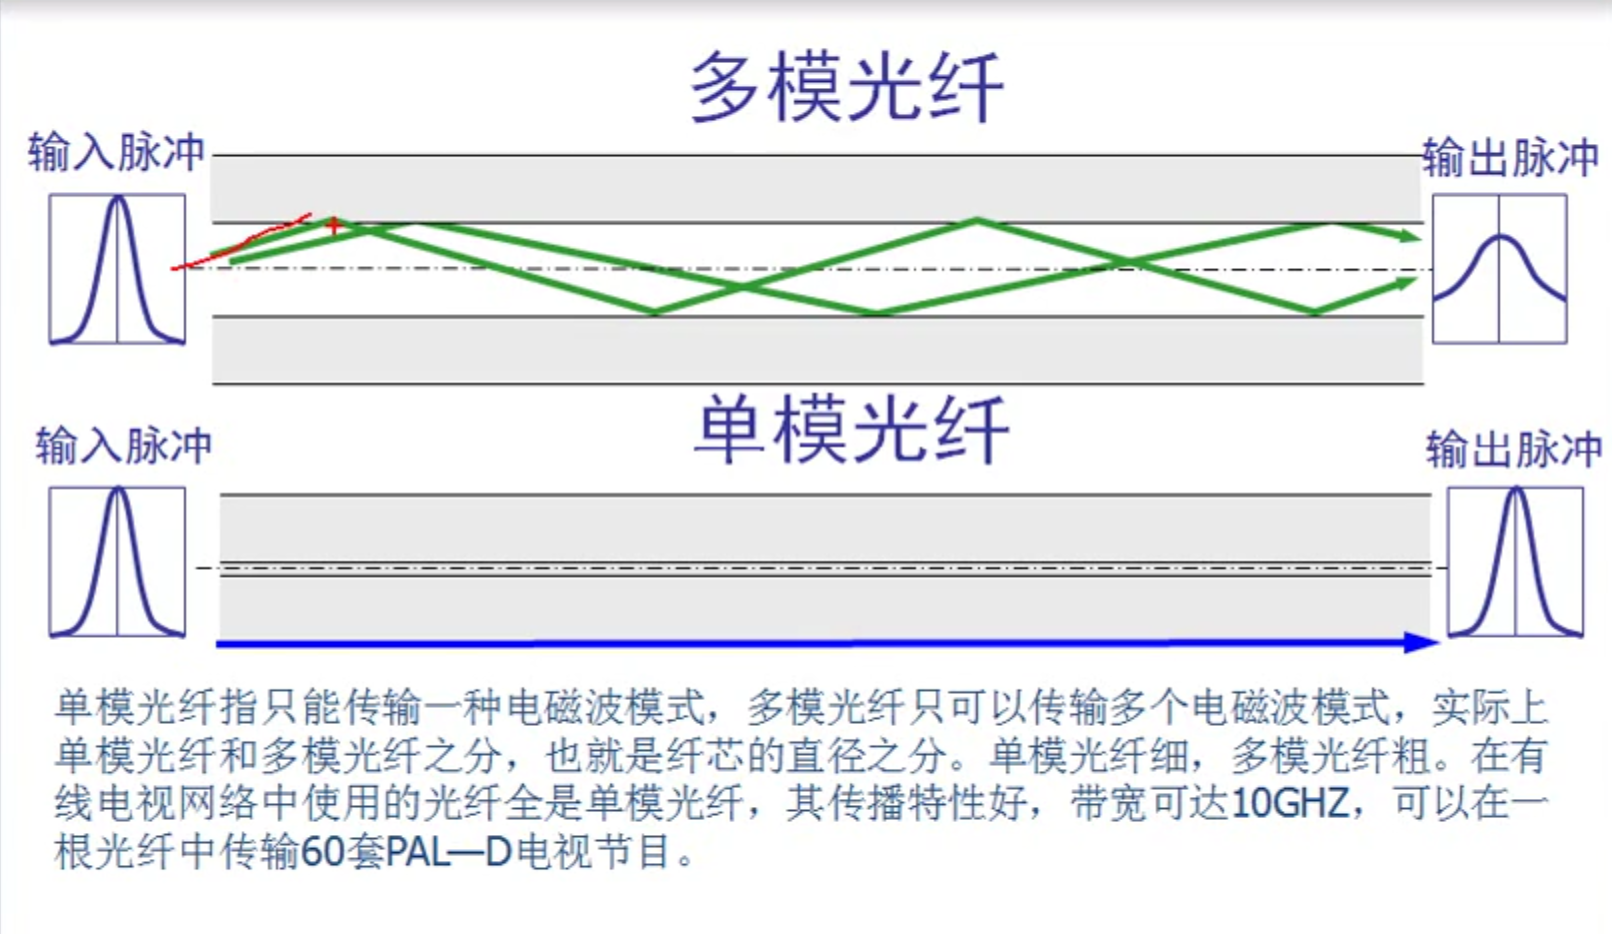 多模光纤
输入脉冲
输出脉冲
单模光纤
输入脉冲
输出脉冲
单模光纤指只能传输一种电磁波模式，多模光纤只可以传输多个电磁波模式，实际上
单模光纤和多模光纤之分，也就是纤芯的直径之分。单模光纤细，多模光纤粗。在有
线电视网络中使用的光纤全是单模光纤，其传播特性好，带宽可达10GHZ，可以在一
根光纤中传输60套PAL—D电视节目。